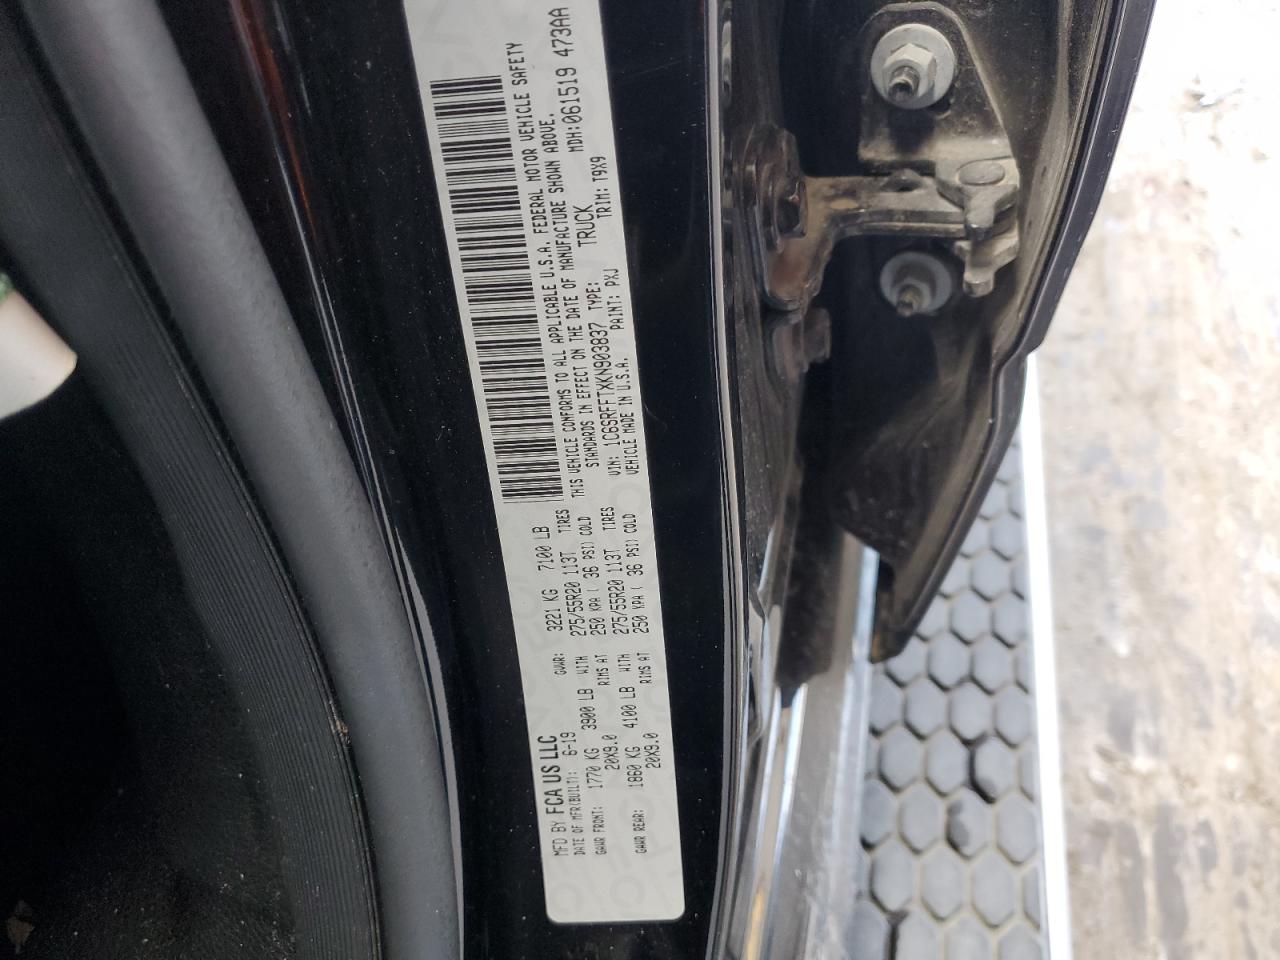 MFD BY FCA US LLC GVWR: 3221 KG 7100 LB
DATE OF MFR(BUILT): 6-19
GAWR FRONT: 1770 KG 3900 LB WITH 275/55R20 113T TIRES
20X9.0 RIMS AT 250 KPA ( 36 PSI) COLD
GAWR REAR: 1860 KG 4100 LB WITH 275/55R20 113T TIRES
20X9.0 RIMS AT 250 KPA ( 36 PSI) COLD
THIS VEHICLE CONFORMS TO ALL APPLICABLE U.S.A. FEDERAL MOTOR VEHICLE SAFETY
STANDARDS IN EFFECT ON THE DATE OF MANUFACTURE SHOWN ABOVE.
VIN: 1C6SRFFTXKN903837 TYPE: TRUCK MDH:061519 473AA
VEHICLE MADE IN U.S.A. PAINT: PXJ TRIM: T9X9